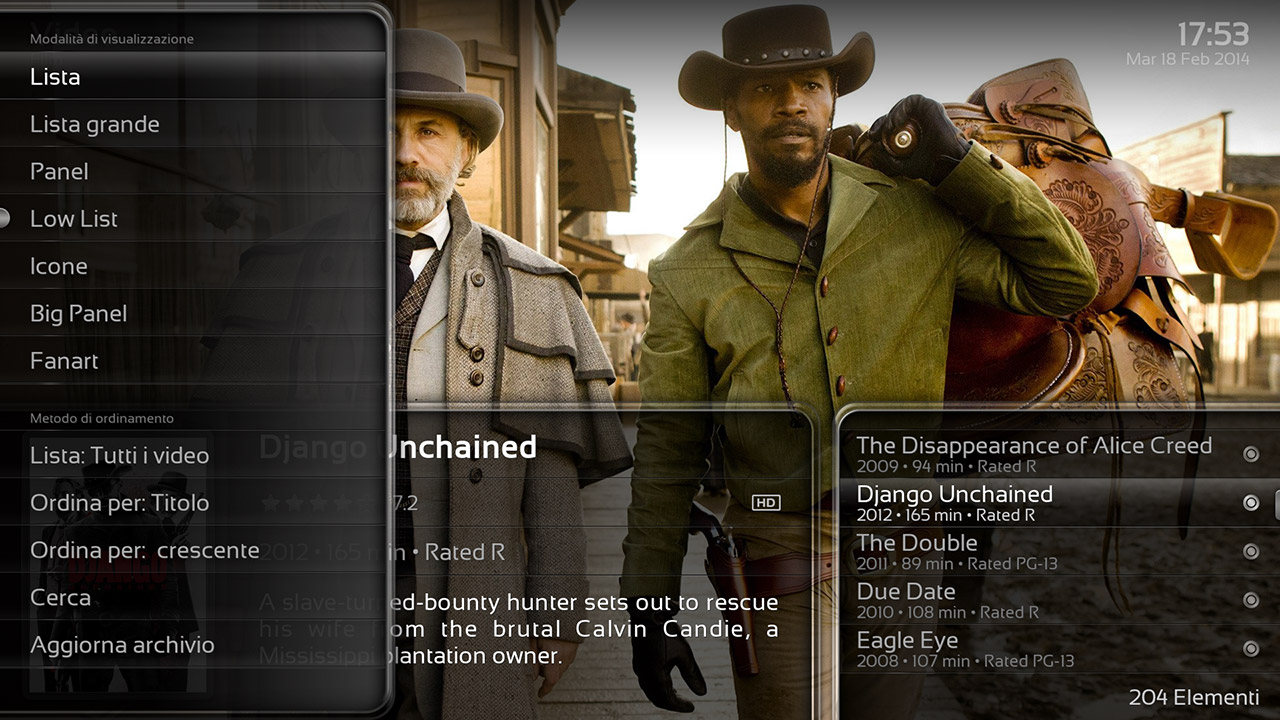 Modalità di visualizzazione
Lista
Lista grande
Panel
Low List
Icone
Big Panel
Fanart
Metodo di ordinamento
Lista: Tutti i video
Ordina per: Titolo
Ordina per: crescente
Cerca
Aggiorna archivio
17:53
Mar 18 Feb 2014
Django Unchained
7.2
HD
2012 • 165 min • Rated R
A slave-turned-bounty hunter sets out to rescue
his wife from the brutal Calvin Candie, a
Mississippi plantation owner.
DJANGO
The Disappearance of Alice Creed
2009 • 94 min • Rated R
Django Unchained
2012 • 165 min • Rated R
The Double
2011 • 89 min • Rated PG-13
Due Date
2010 • 108 min • Rated R
Eagle Eye
2008 • 107 min • Rated PG-13
204 Elementi